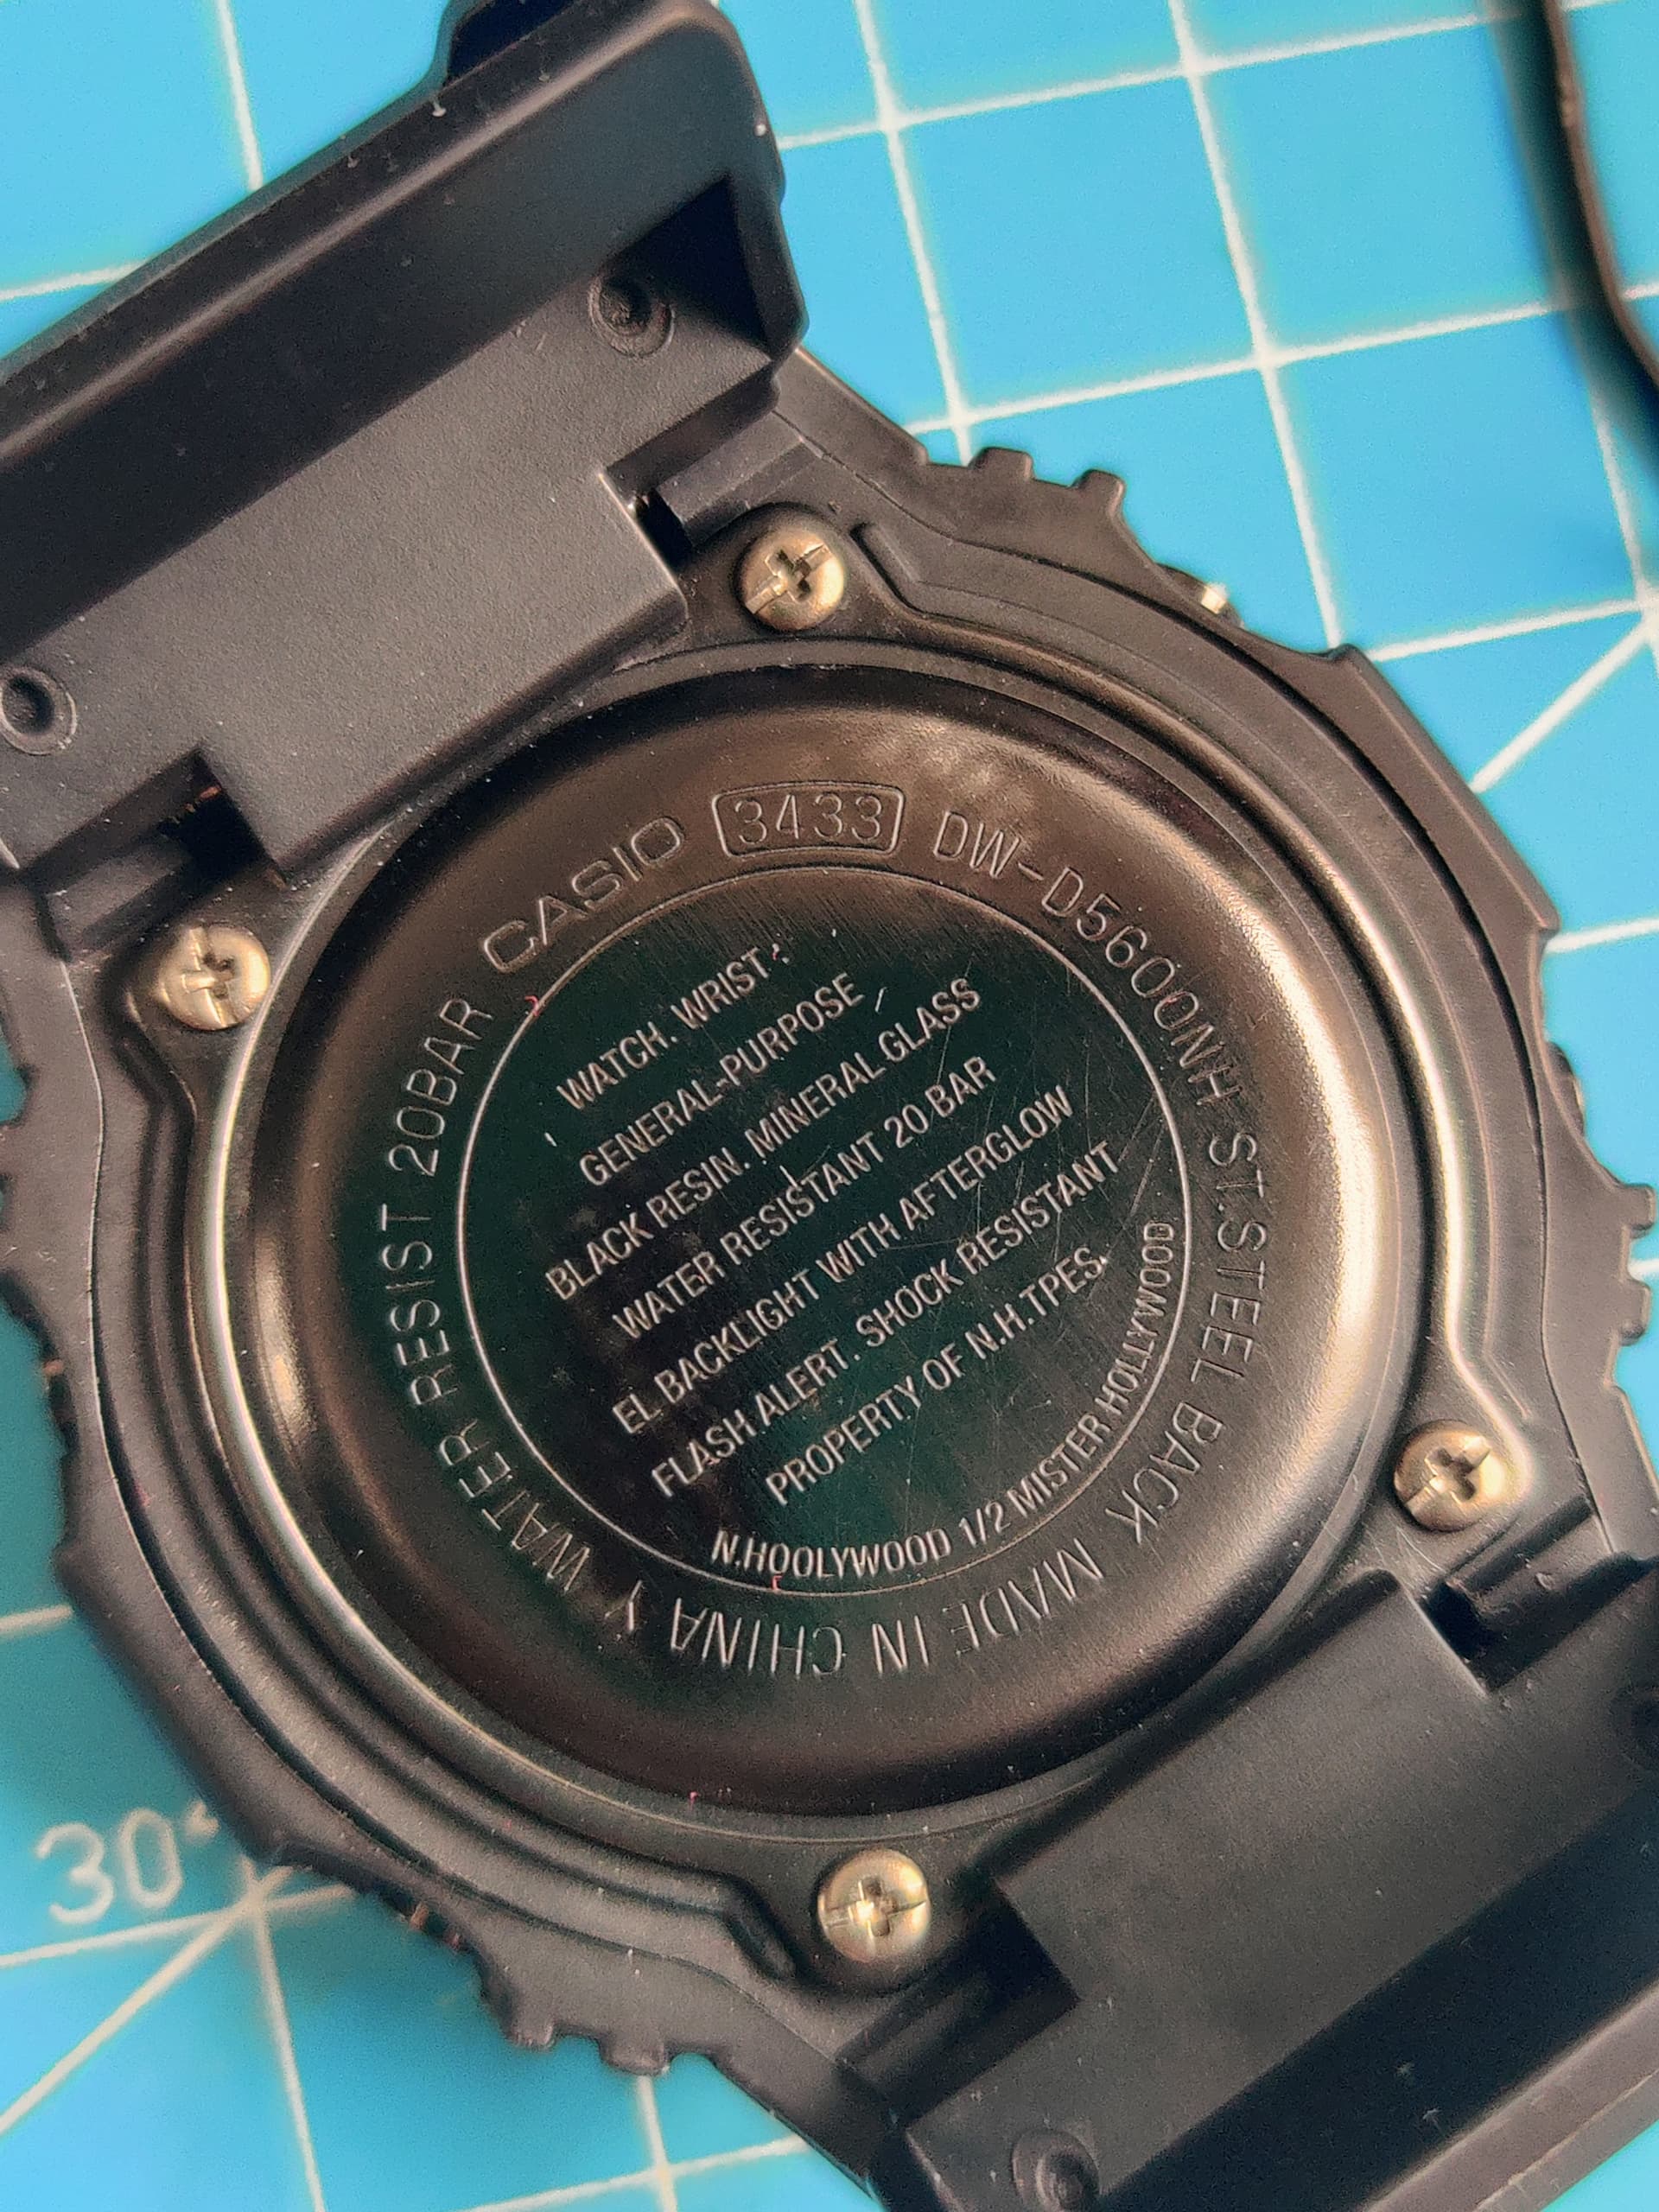 CASIO 3433 DW-D5600NH ST.STEEL BACK MADE IN CHINA Y WATER RESIST 20BAR
WATCH. WRIST :
GENERAL-PURPOSE
BLACK RESIN. MINERAL GLASS
WATER RESISTANT 20 BAR
EL BACKLIGHT WITH AFTERGLOW
FLASH ALERT. SHOCK RESISTANT
PROPERTY OF N.H. TPES.
N.HOOLYWOOD 1/2 MISTER HOLLYWOOD
30°